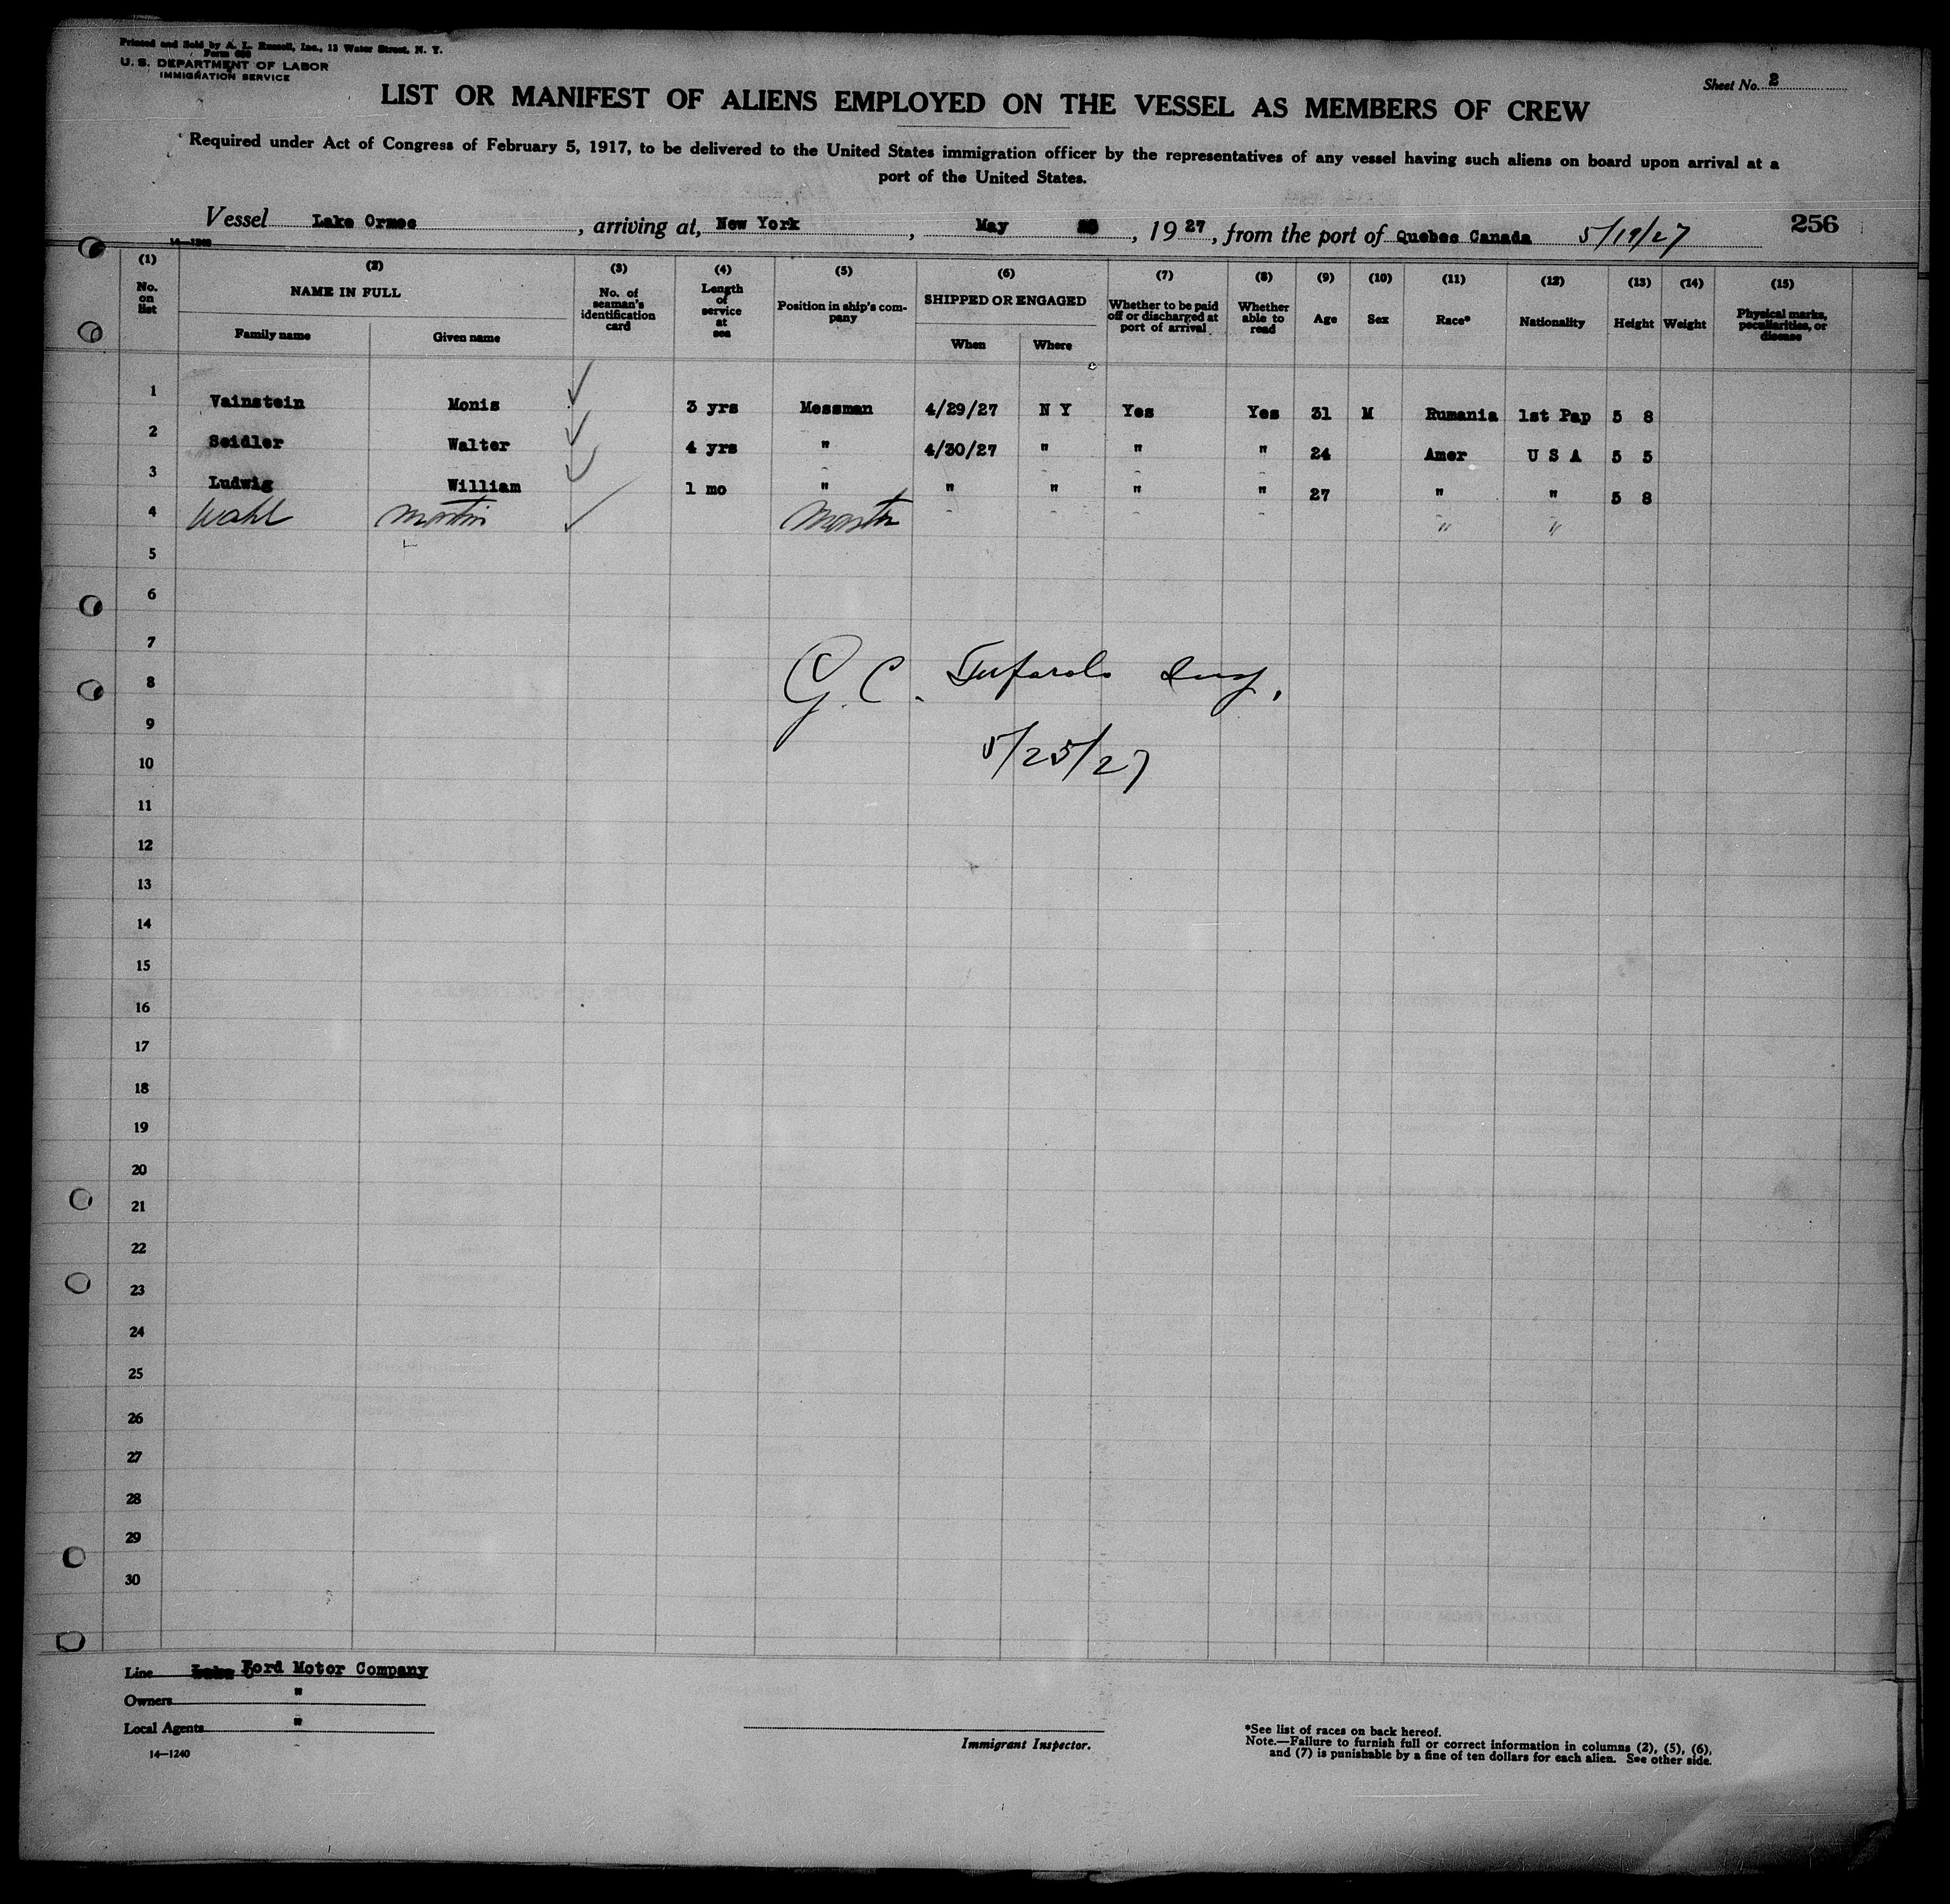 Printed and Sold by A. L. Russell, Inc., 13 Water Street, N. Y.
U. S. DEPARTMENT OF LABOR
IMMIGRATION SERVICE
Sheet No. 2
LIST OR MANIFEST OF ALIENS EMPLOYED ON THE VESSEL AS MEMBERS OF CREW
Required under Act of Congress of February 5, 1917, to be delivered to the United States immigration officer by the representatives of any vessel having such aliens on board upon arrival at a
port of the United States.
Vessel Lake Ormoc, arriving at, New York, May, 1927, from the port of Quebec Canada 5/19/27 256
14—1240
(1) (2) (3) (4) (5) (6) (7) (8) (9) (10) (11) (12) (13) (14) (15)
No. on list NAME IN FULL No. of seaman's identification card Length of service at sea Position in ship's company SHIPPED OR ENGAGED Whether to be paid off or discharged at port of arrival Whether able to read Age Sex Race* Nationality Height Weight Physical marks, peculiarities, or disease
Family name Given name When Where
1 Vainstein Monis 3 yrs Messman 4/29/27 N Y Yes Yes 31 M Rumania 1st Pap 5 8
2 Seidler Walter 4 yrs " 4/30/27 " " " 24 Amer U S A 5 5
3 Ludwig William 1 mo " " " " " 27 " " 5 8
4 Wahl Martin Master " "
5
6
7
G. C.
8
9
5/25/27
10
11
12
13
14
15
16
17
18
19
20
21
22
23
24
25
26
27
28
29
30
Line Ford Motor Company
Owners "
Local Agents "
14—1240
Immigrant Inspector.
*See list of races on back hereof.
Note.—Failure to furnish full or correct information in columns (2), (5), (6),
and (7) is punishable by a fine of ten dollars for each alien. See other side.